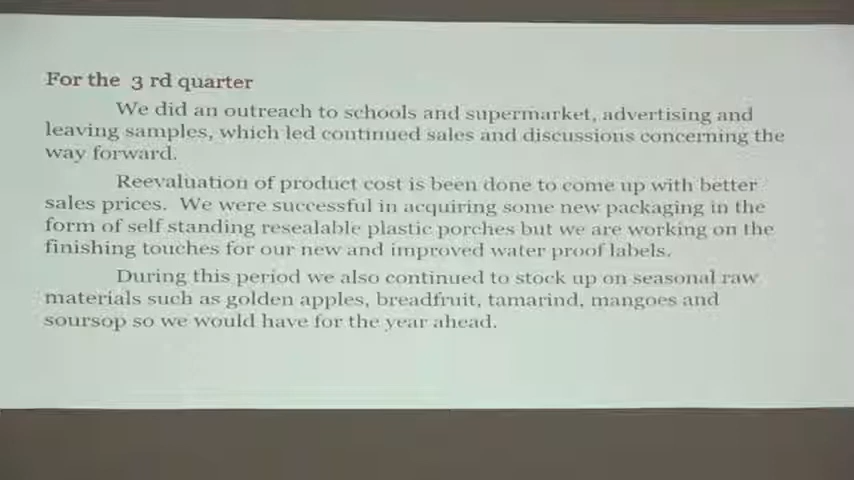 For the 3 rd quarter
We did an outreach to schools and supermarket, advertising and
leaving samples, which led continued sales and discussions concerning the
way forward.
Reevaluation of product cost is been done to come up with better
sales prices. We were successful in acquiring some new packaging in the
form of self standing resealable plastic porches but we are working on the
finishing touches for our new and improved water proof labels.
During this period we also continued to stock up on seasonal raw
materials such as golden apples, breadfruit, tamarind, mangoes and
soursop so we would have for the year ahead.